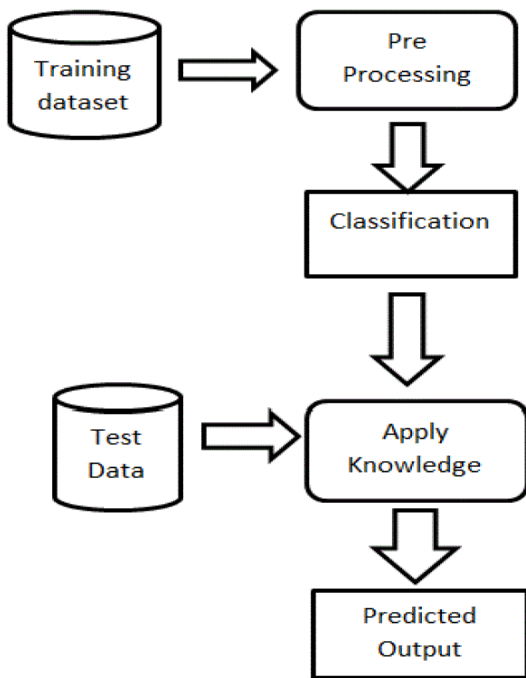 Training
dataset
Pre
Processing
Classification
Test
Data
Apply
Knowledge
Predicted
Output